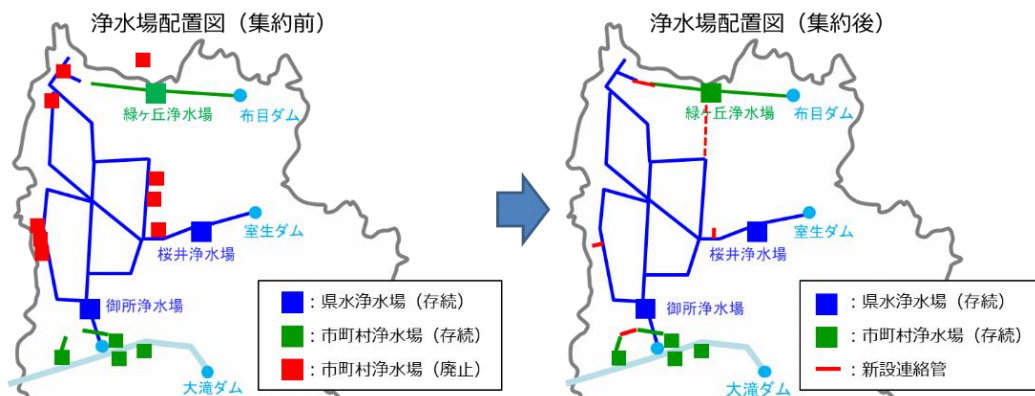 浄水場配置図（集約前）
緑ヶ丘浄水場
布目ダム
室生ダム
桜井浄水場
御所浄水場
大滝ダム
：県水浄水場（存続）
：市町村浄水場（存続）
：市町村浄水場（廃止）
浄水場配置図（集約後）
緑ヶ丘浄水場
布目ダム
室生ダム
桜井浄水場
御所浄水場
大滝ダム
：県水浄水場（存続）
：市町村浄水場（存続）
：新設連絡管